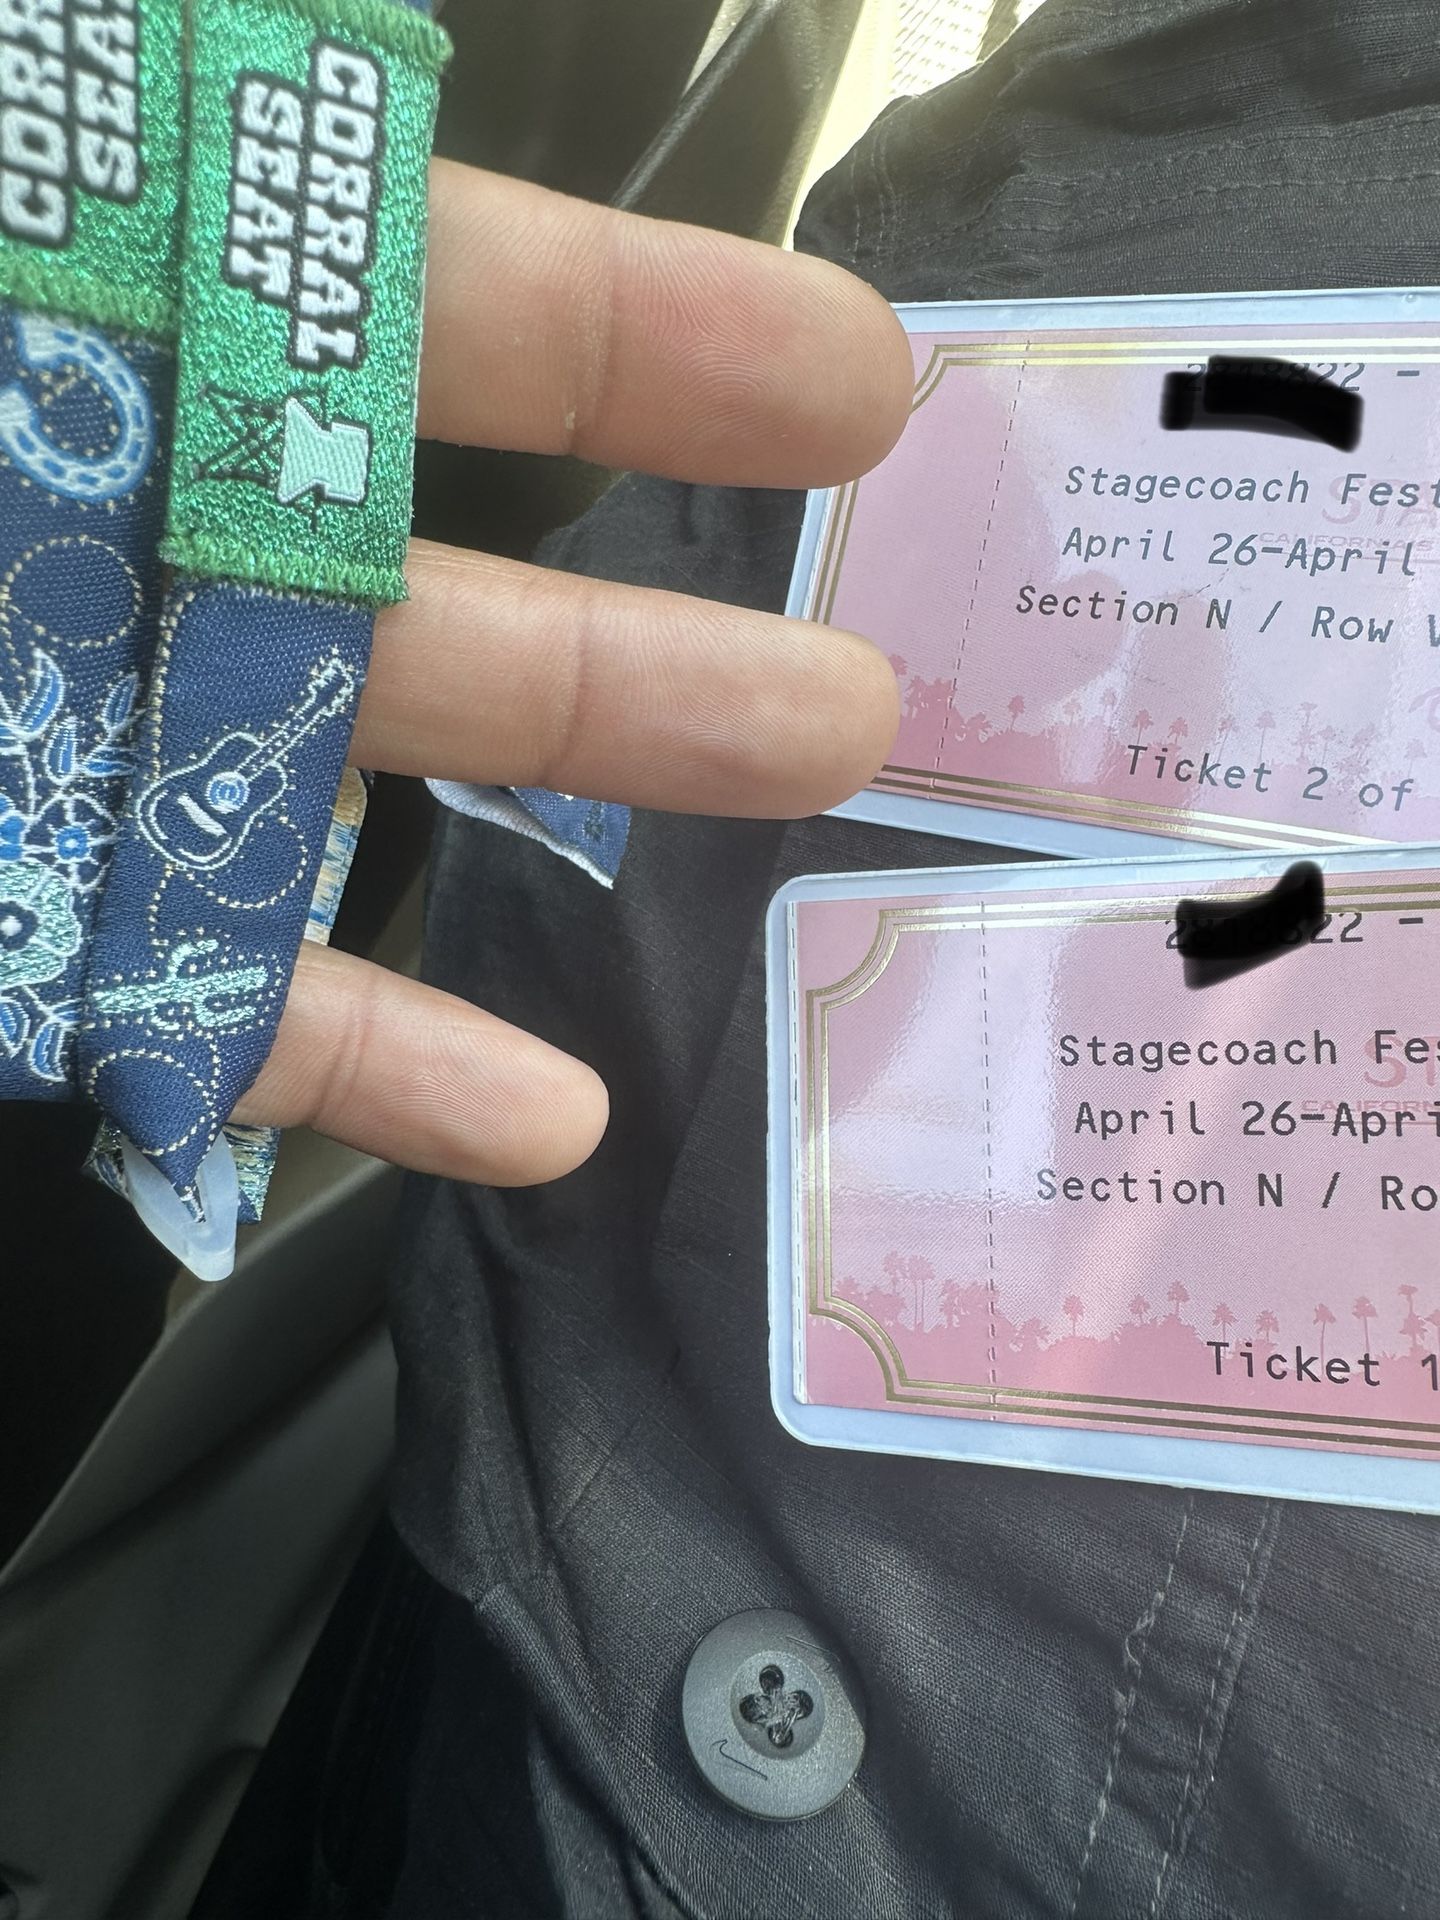 CORRAL
SEAT
Stagecoach Fest
April 26-April
Section N / Row
Ticket 2 of
Stagecoach Fes
April 26-Apri
Section N / Ro
Ticket 1